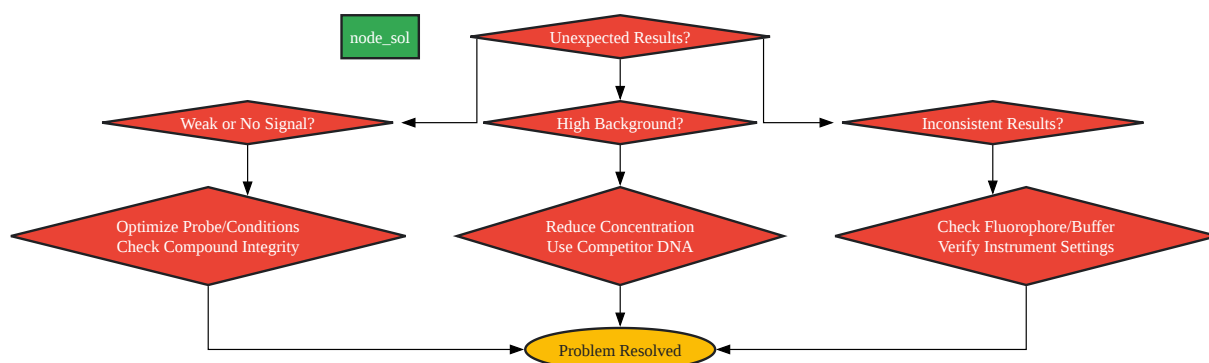 node_sol
Unexpected Results?
Weak or No Signal?
High Background?
Inconsistent Results?
Optimize Probe/Conditions
Check Compound Integrity
Reduce Concentration
Use Competitor DNA
Check Fluorophore/Buffer
Verify Instrument Settings
Problem Resolved